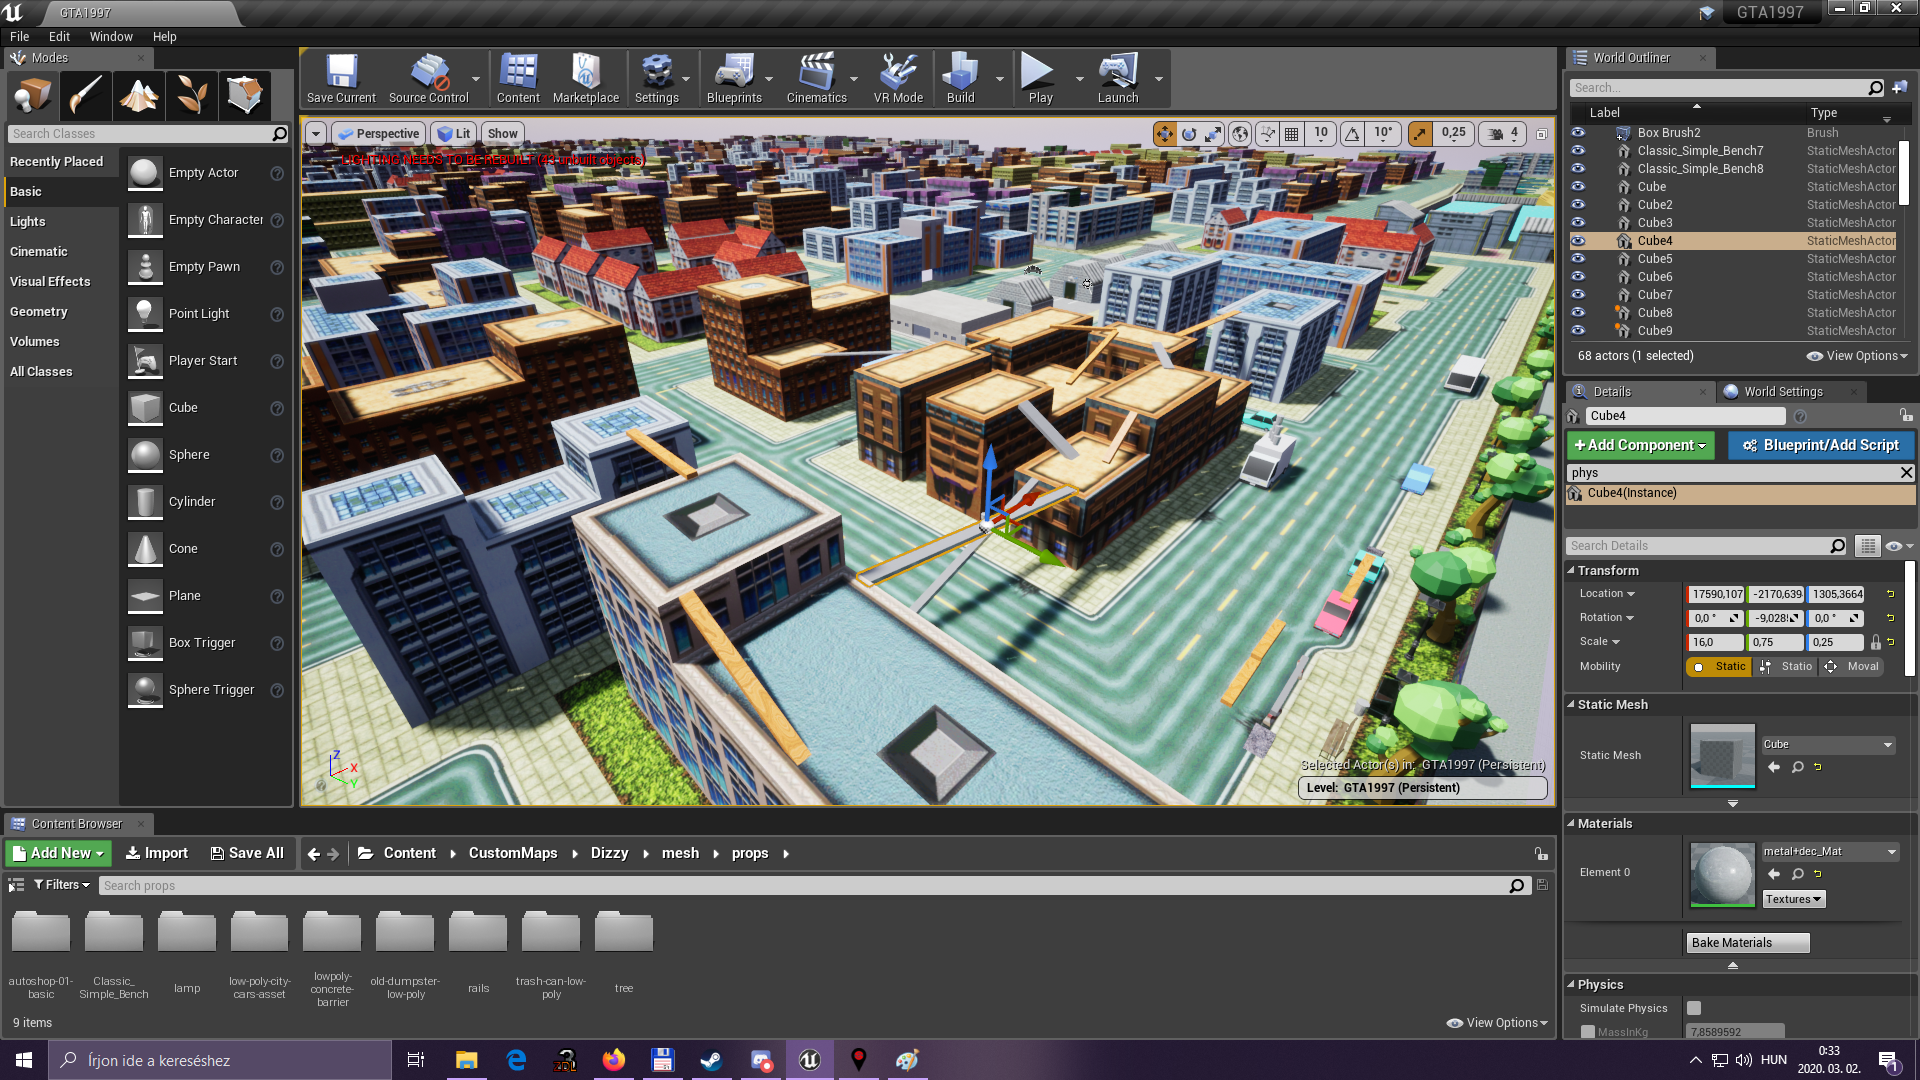 GTA1997
GTA1997
File Edit Window Help
Modes
Search Classes
Recently Placed
Basic
Lights
Cinematic
Visual Effects
Geometry
Volumes
All Classes
Empty Actor
Empty Character
Empty Pawn
Point Light
Player Start
Cube
Sphere
Cylinder
Cone
Plane
Box Trigger
Sphere Trigger
Save Current Source Control Content Marketplace Settings Blueprints Cinematics VR Mode Build Play Launch
Perspective Lit Show 10 10° 0,25 4
LIGHTING NEEDS TO BE REBUILT (43 unbuilt objects)
Z
X
Y
Selected Actor(s) in: GTA1997 (Persistent)
Level: GTA1997 (Persistent)
World Outliner
Search...
Label Type
Box Brush2 Brush
Classic_Simple_Bench7 StaticMeshActor
Classic_Simple_Bench8 StaticMeshActor
Cube StaticMeshActor
Cube2 StaticMeshActor
Cube3 StaticMeshActor
Cube4 StaticMeshActor
Cube5 StaticMeshActor
Cube6 StaticMeshActor
Cube7 StaticMeshActor
Cube8 StaticMeshActor
Cube9 StaticMeshActor
68 actors (1 selected) View Options
Details World Settings
Cube4
+Add Component Blueprint/Add Script
phys
Cube4(Instance)
Search Details
Transform
Location 17590,107 -2170,639 1305,3664
Rotation 0,0 ° -9,028 0,0 °
Scale 16,0 0,75 0,25
Mobility Static Statio Moval
Static Mesh
Static Mesh Cube
Materials
Element 0 metal+dec_Mat
Textures
Bake Materials
Physics
Simulate Physics
MassInKg 7,8589592
Content Browser
Add New Import Save All Content CustomMaps Dizzy mesh props
Filters Search props
autoshop-01-basic
Classic_Simple_Bench
lamp
low-poly-city-cars-asset
lowpoly-concrete-barrier
old-dumpster-low-poly
rails
trash-can-low-poly
tree
9 items View Options
Írjon ide a kereséshez
HUN
0:33
2020. 03. 02.
1